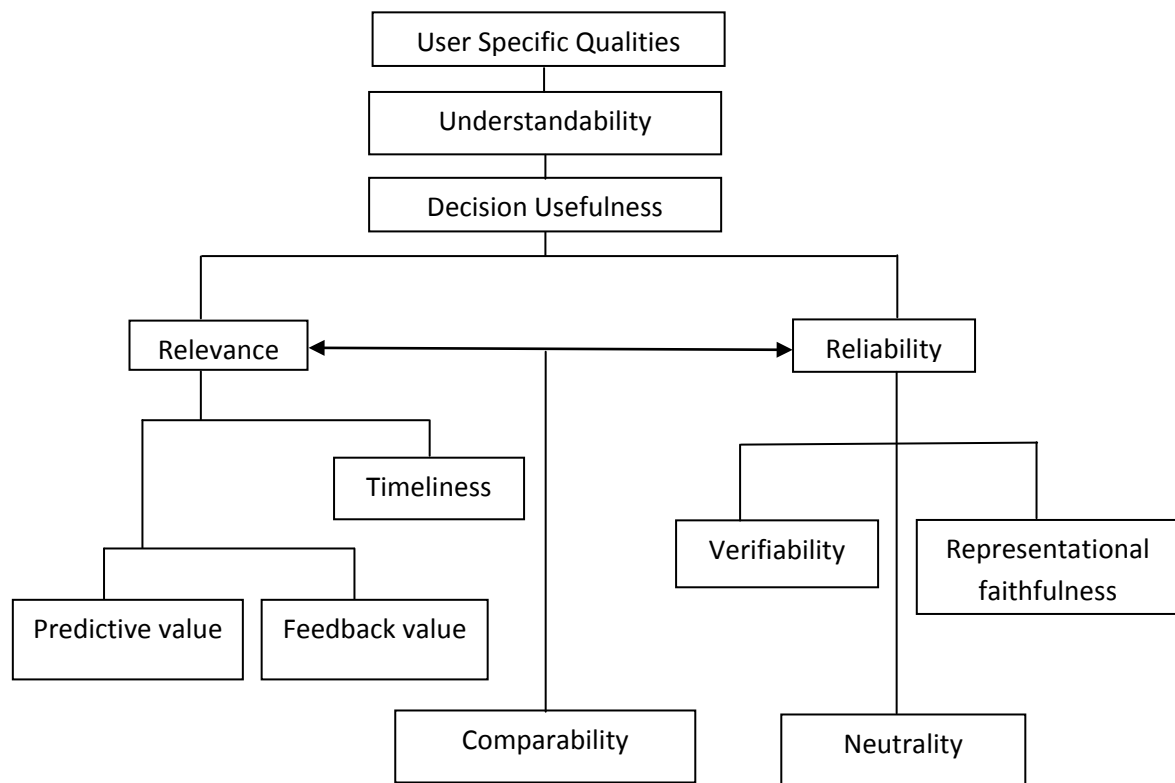 User Specific Qualities
Understandability
Decision Usefulness
Relevance
Reliability
Timeliness
Verifiability
Representational
faithfulness
Predictive value
Feedback value
Comparability
Neutrality